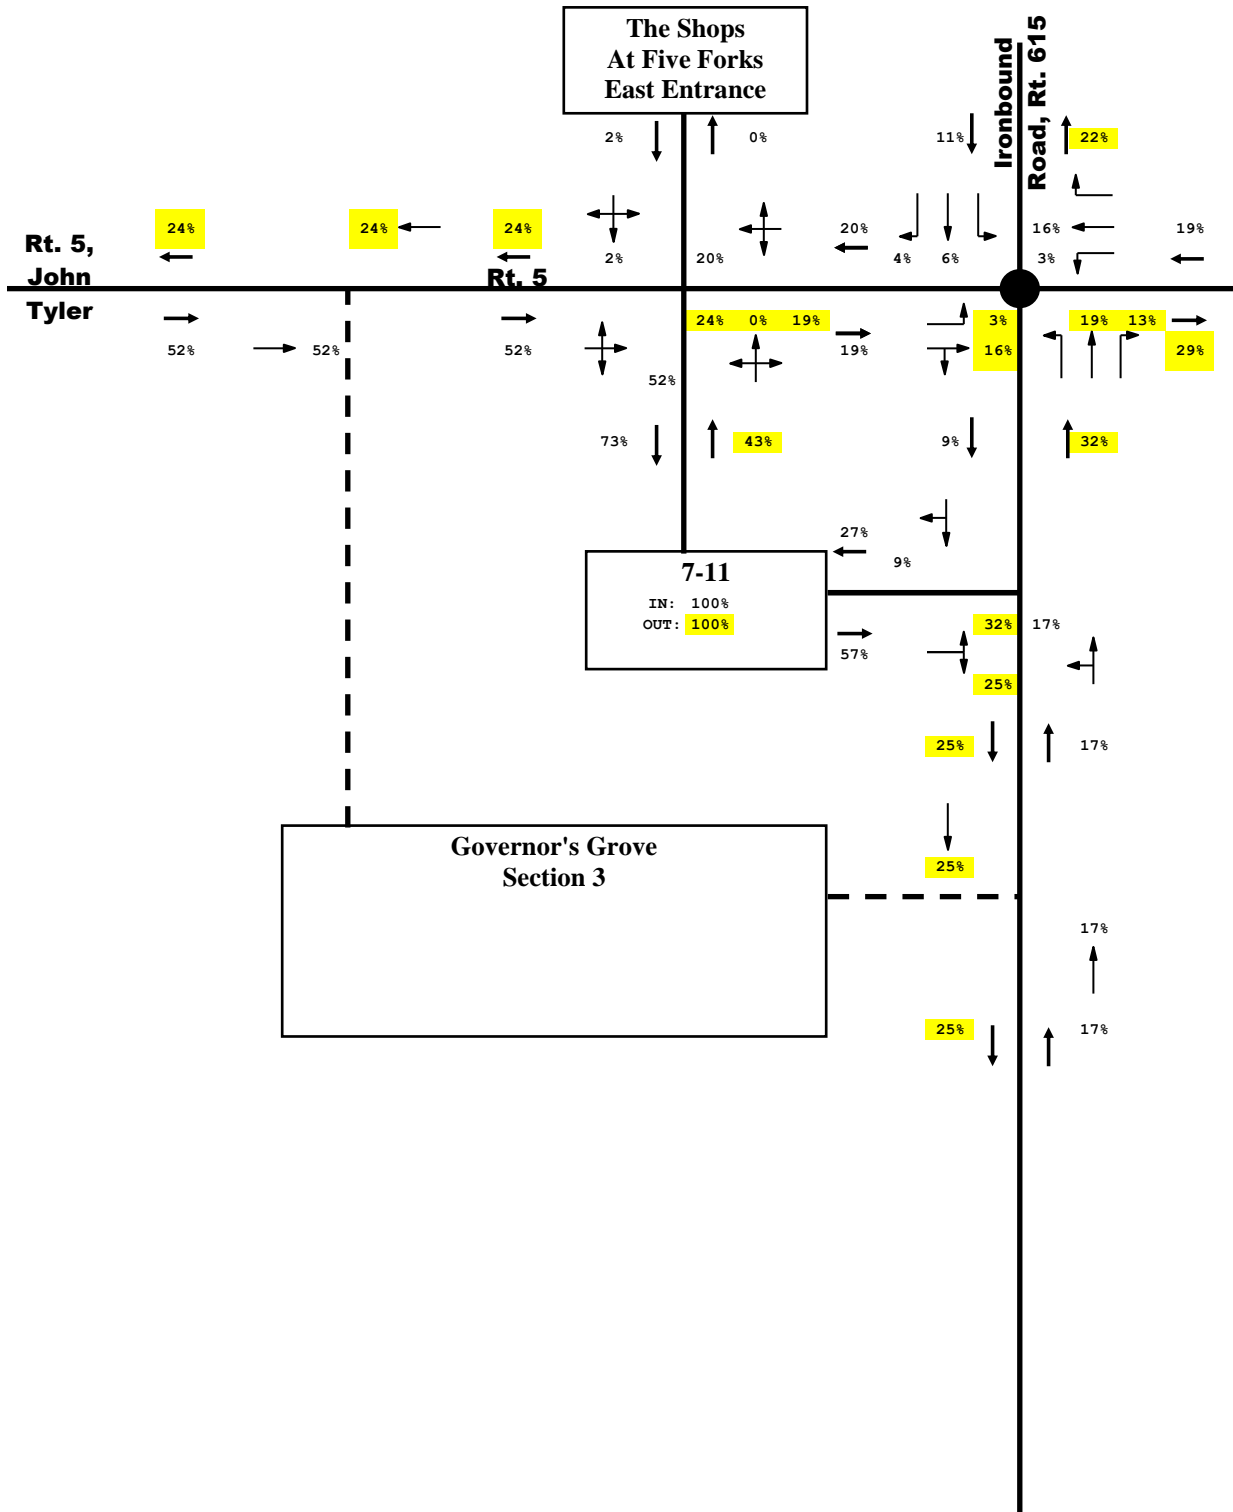 The Shops
At Five Forks
East Entrance
Ironbound
Road, Rt. 615
2%
0%
11%
22%
24%
24%
24%
20%
16%
19%
2%
20%
4%
6%
3%
Rt. 5,
John
Tyler
Rt. 5
24% 0% 19%
3%
19% 13%
52%
52%
52%
19%
16%
29%
52%
73%
43%
9%
32%
27%
9%
7-11
IN: 100%
OUT: 100%
32%
17%
57%
25%
25%
17%
Governor's Grove
Section 3
25%
17%
25%
17%